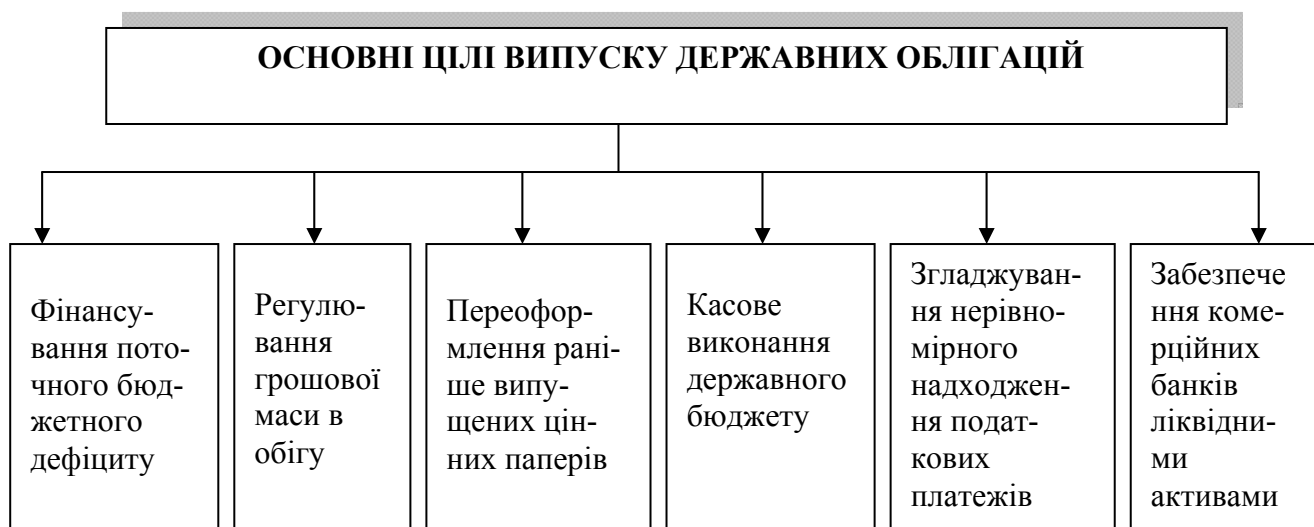 ОСНОВНІ ЦІЛІ ВИПУСКУ ДЕРЖАВНИХ ОБЛІГАЦІЙ
Фінансу-
вання пото-
чного бюд-
жетного
дефіциту
Регулю-
вання
грошової
маси в
обігу
Переофор-
млення рані-
ше випу-
щених цін-
них паперів
Касове
виконання
державного
бюджету
Згладжуван-
ня нерівно-
мірного
надходжен-
ня подат-
кових
платежів
Забезпече
ння коме-
рційних
банків
ліквідни-
ми
активами